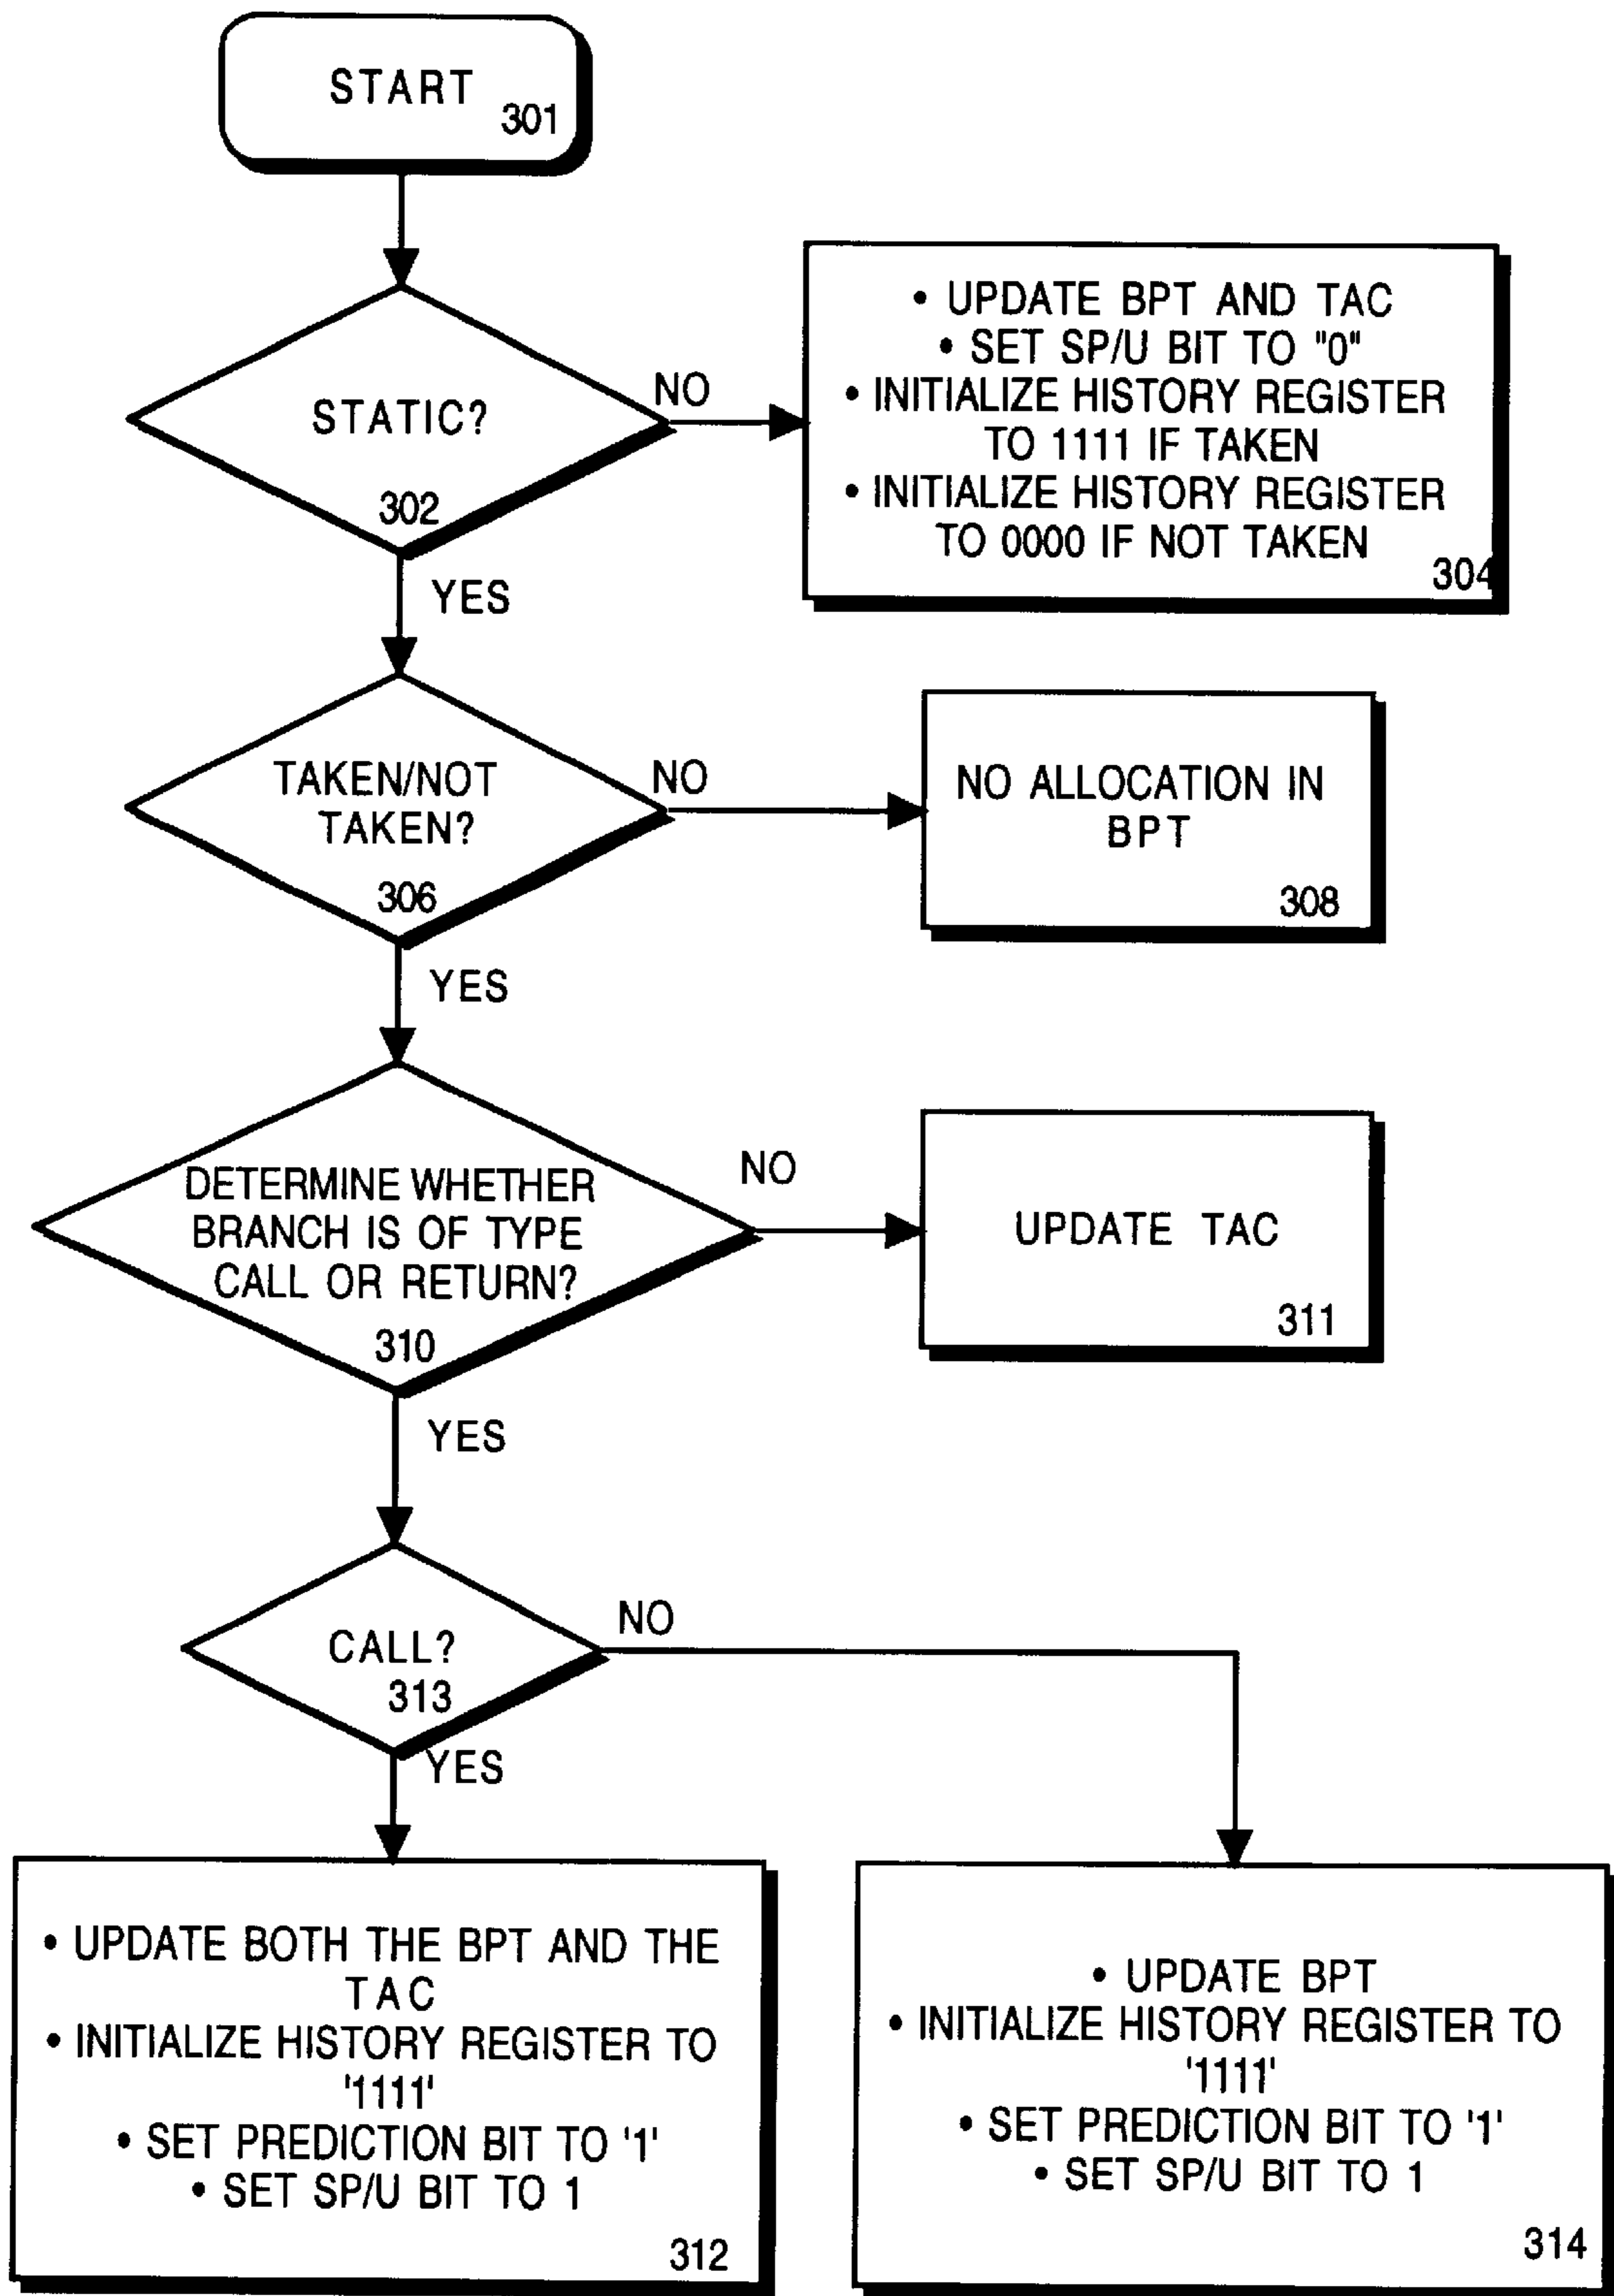 START
301
STATIC?
302
NO
• UPDATE BPT AND TAC
• SET SP/U BIT TO "0"
• INITIALIZE HISTORY REGISTER
TO 1111 IF TAKEN
• INITIALIZE HISTORY REGISTER
TO 0000 IF NOT TAKEN
304
YES
TAKEN/NOT
TAKEN?
306
NO
NO ALLOCATION IN
BPT
308
YES
DETERMINE WHETHER
BRANCH IS OF TYPE
CALL OR RETURN?
310
NO
UPDATE TAC
311
YES
CALL?
313
NO
YES
• UPDATE BOTH THE BPT AND THE
TAC
• INITIALIZE HISTORY REGISTER TO
'1111'
• SET PREDICTION BIT TO '1'
• SET SP/U BIT TO 1
312
• UPDATE BPT
• INITIALIZE HISTORY REGISTER TO
'1111'
• SET PREDICTION BIT TO '1'
• SET SP/U BIT TO 1
314